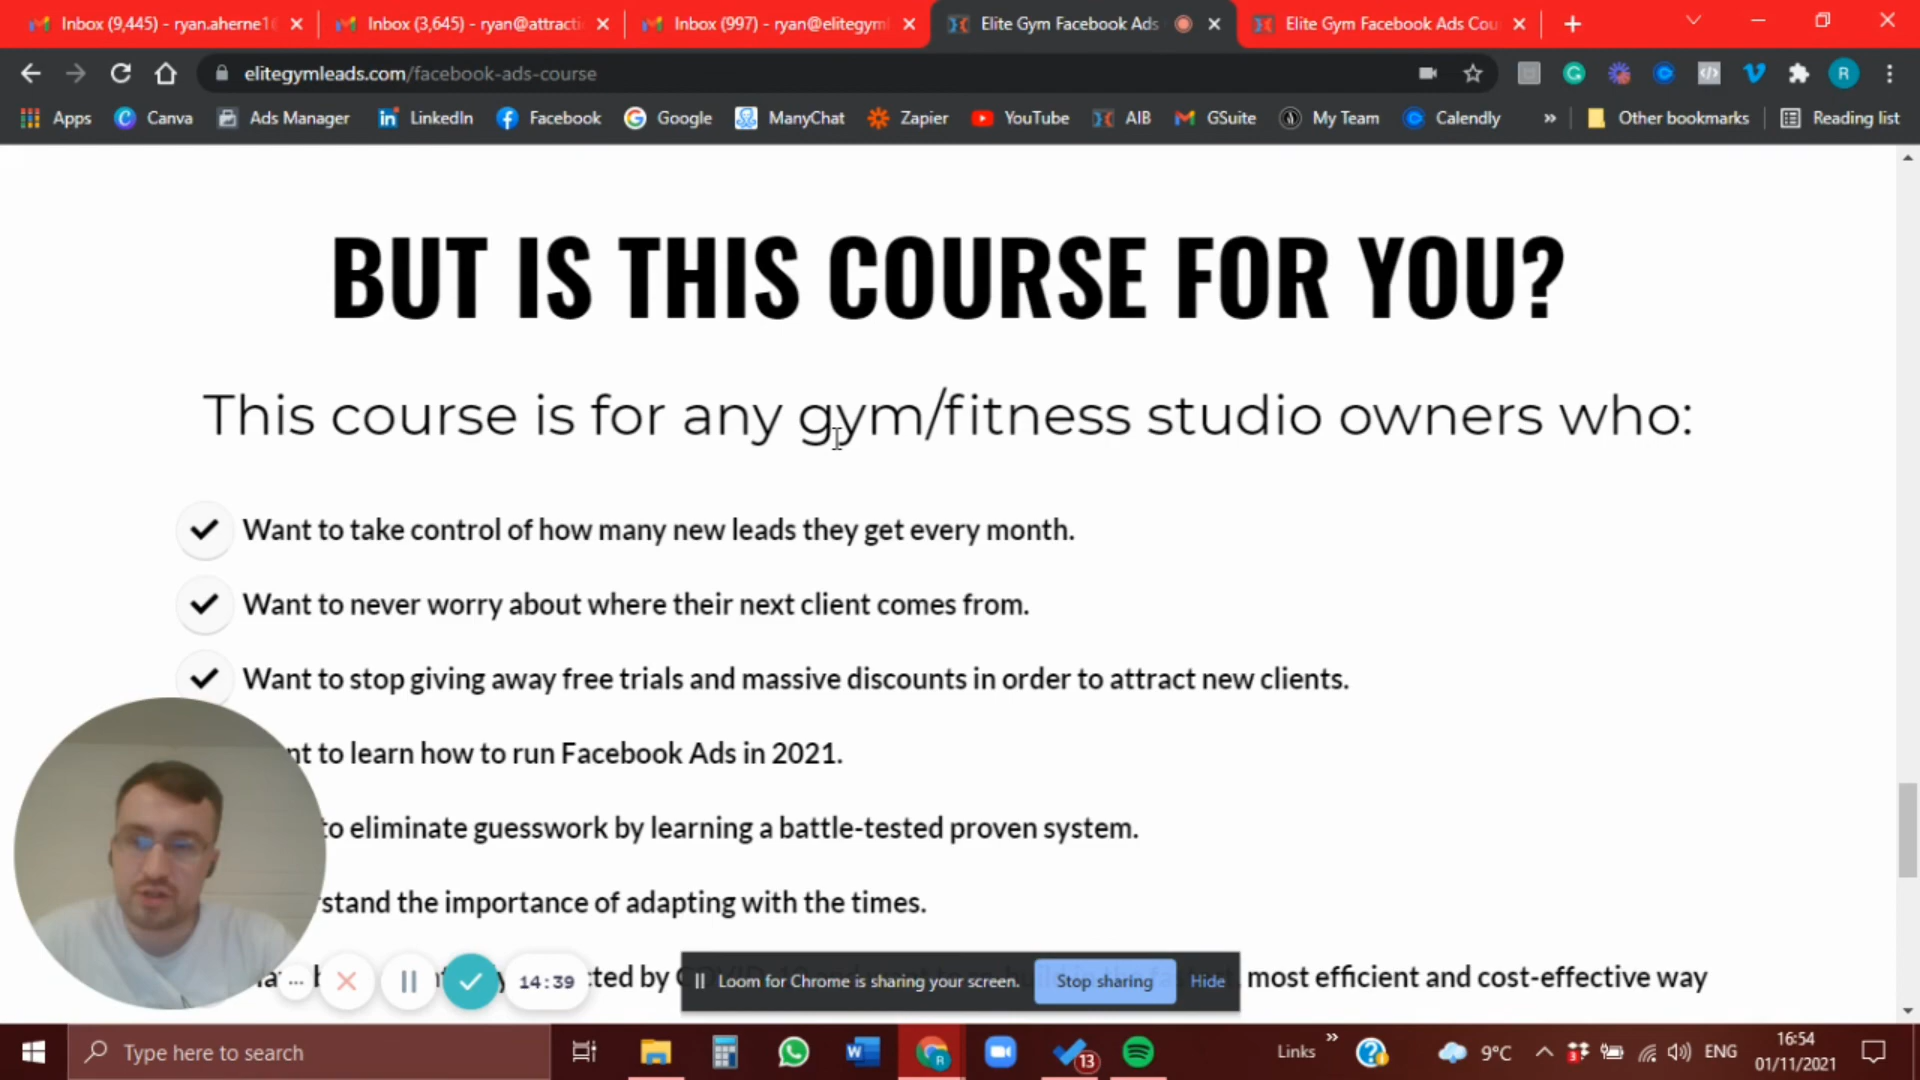 Inbox (9,445) - ryan.aherne1
Inbox (3,645) - ryan@attracti
Inbox (997) - ryan@elitegyml
Elite Gym Facebook Ads
Elite Gym Facebook Ads Cou
elitegymleads.com/facebook-ads-course
R
Apps
Canva
Ads Manager
LinkedIn
Facebook
Google
ManyChat
Zapier
YouTube
AIB
GSuite
My Team
Calendly
»
Other bookmarks
Reading list
BUT IS THIS COURSE FOR YOU?
This course is for any gym/fitness studio owners who:
Want to take control of how many new leads they get every month.
Want to never worry about where their next client comes from.
Want to stop giving away free trials and massive discounts in order to attract new clients.
nt to learn how to run Facebook Ads in 2021.
to eliminate guesswork by learning a battle-tested proven system.
rstand the importance of adapting with the times.
cted by
most efficient and cost-effective way
14:39
Loom for Chrome is sharing your screen.
Stop sharing
Hide
Type here to search
13
Links
»
9°C
3
ENG
16:54
01/11/2021